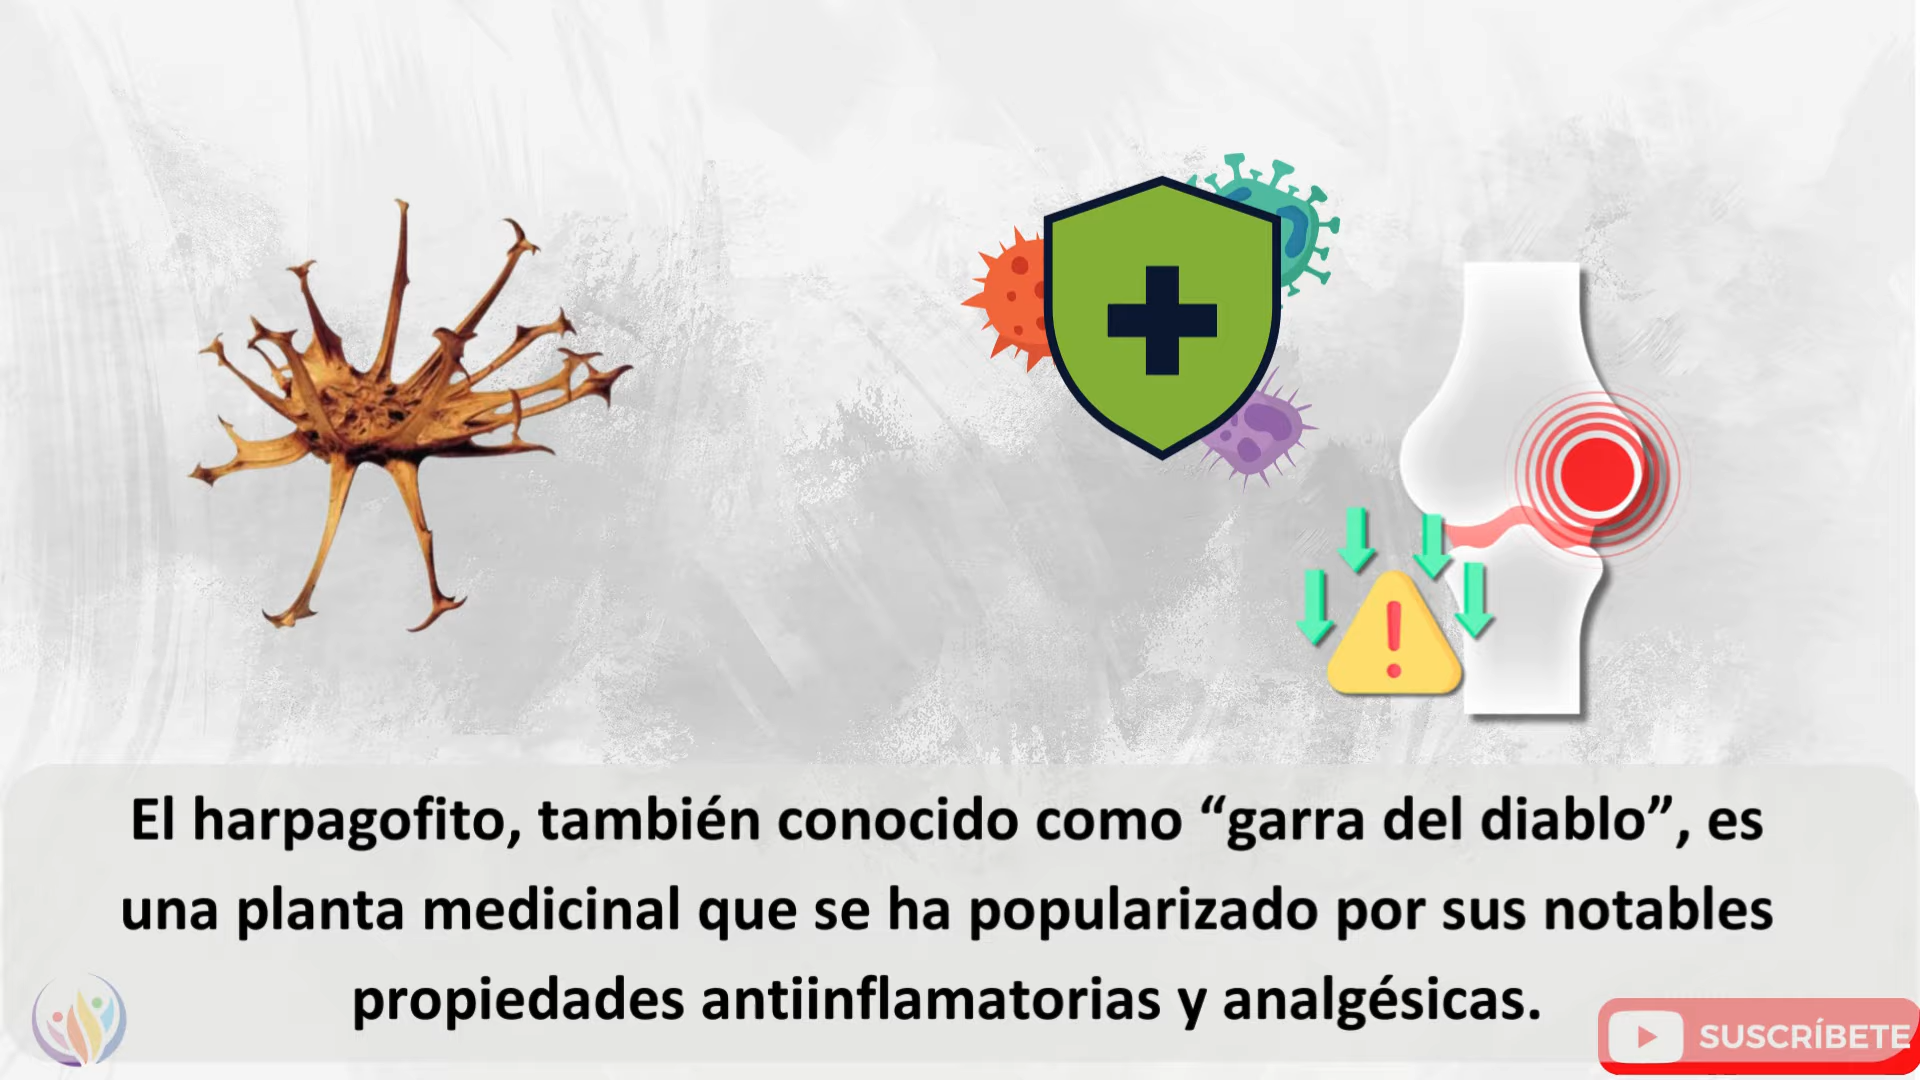 El harpagofito, también conocido como “garra del diablo”, es
una planta medicinal que se ha popularizado por sus notables
propiedades antiinflamatorias y analgésicas.
SUSCRÍBETE